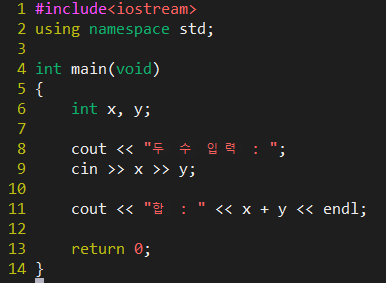 1 #include<iostream>
2 using namespace std;
3
4 int main(void)
5 {
6     int x, y;
7
8     cout << "두 수 입력 : ";
9     cin >> x >> y;
10
11     cout << "합 : " << x + y << endl;
12
13     return 0;
14 }